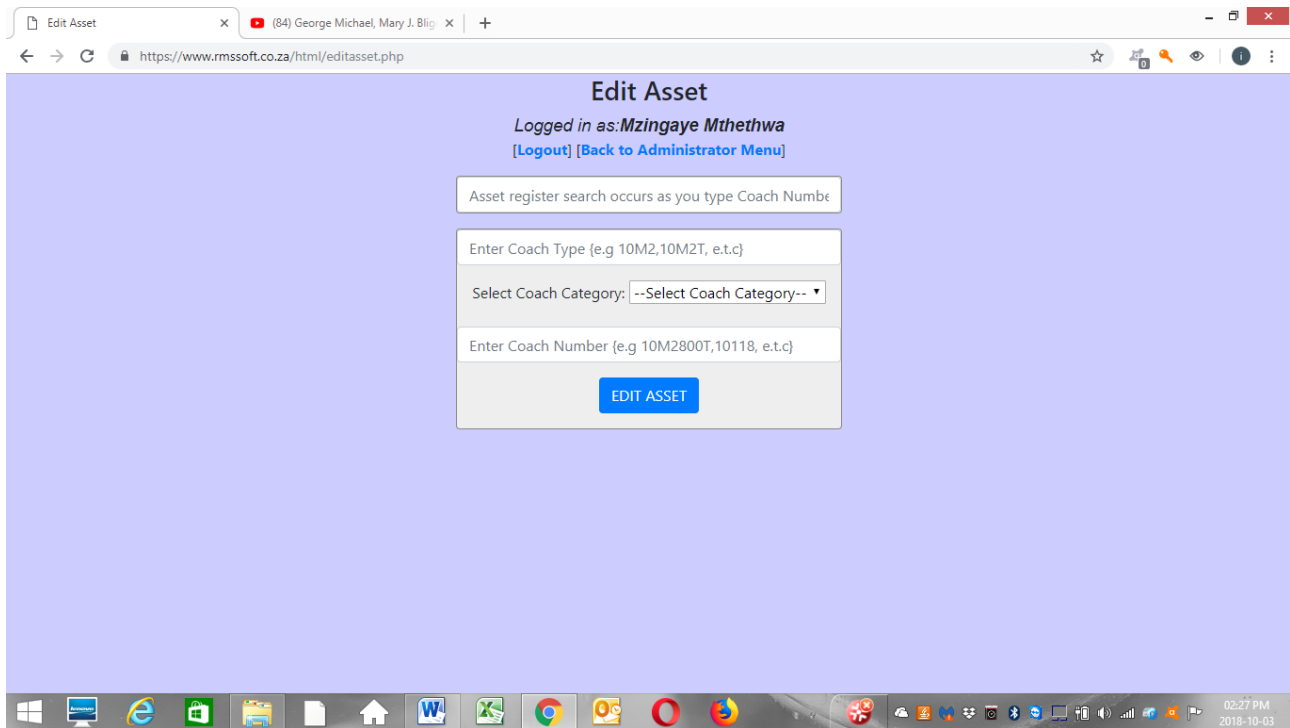 Edit Asset
(84) George Michael, Mary J. Blig
https://www.rmssoft.co.za/html/editasset.php
0
i
Edit Asset
Logged in as:Mzingaye Mthethwa
[Logout] [Back to Administrator Menu]
Asset register search occurs as you type Coach Numbe
Enter Coach Type {e.g 10M2,10M2T, e.t.c}
Select Coach Category: --Select Coach Category--
Enter Coach Number {e.g 10M2800T,10118, e.t.c}
EDIT ASSET
02:27 PM
2018-10-03